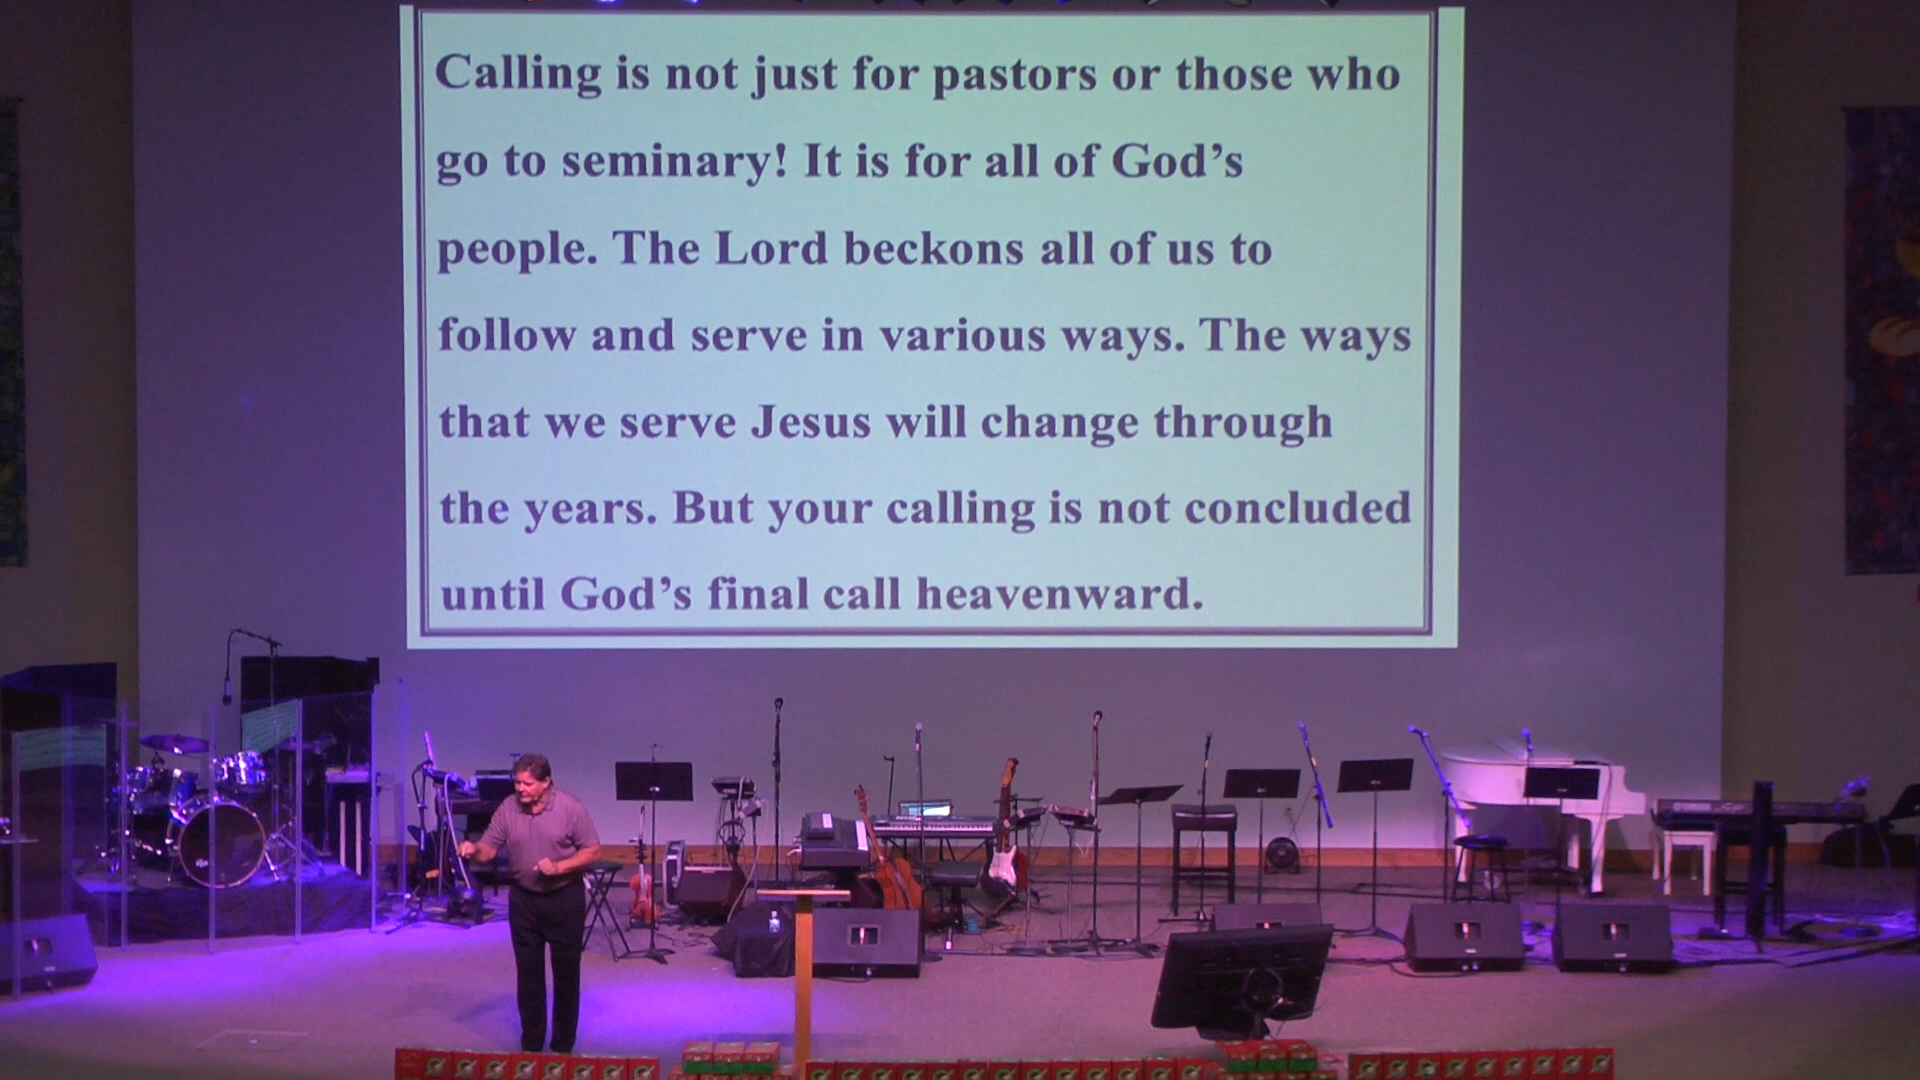 Calling is not just for pastors or those who
go to seminary! It is for all of God’s
people. The Lord beckons all of us to
follow and serve in various ways. The ways
that we serve Jesus will change through
the years. But your calling is not concluded
until God’s final call heavenward.